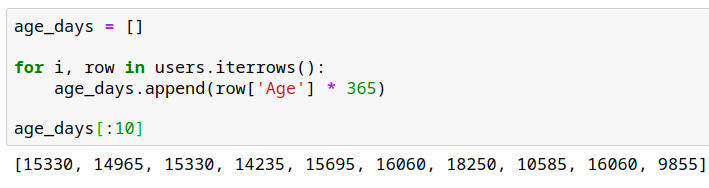 age_days = []
for i, row in users.iterrows():
    age_days.append(row['Age'] * 365)
age_days[:10]
[15330, 14965, 15330, 14235, 15695, 16060, 18250, 10585, 16060, 9855]